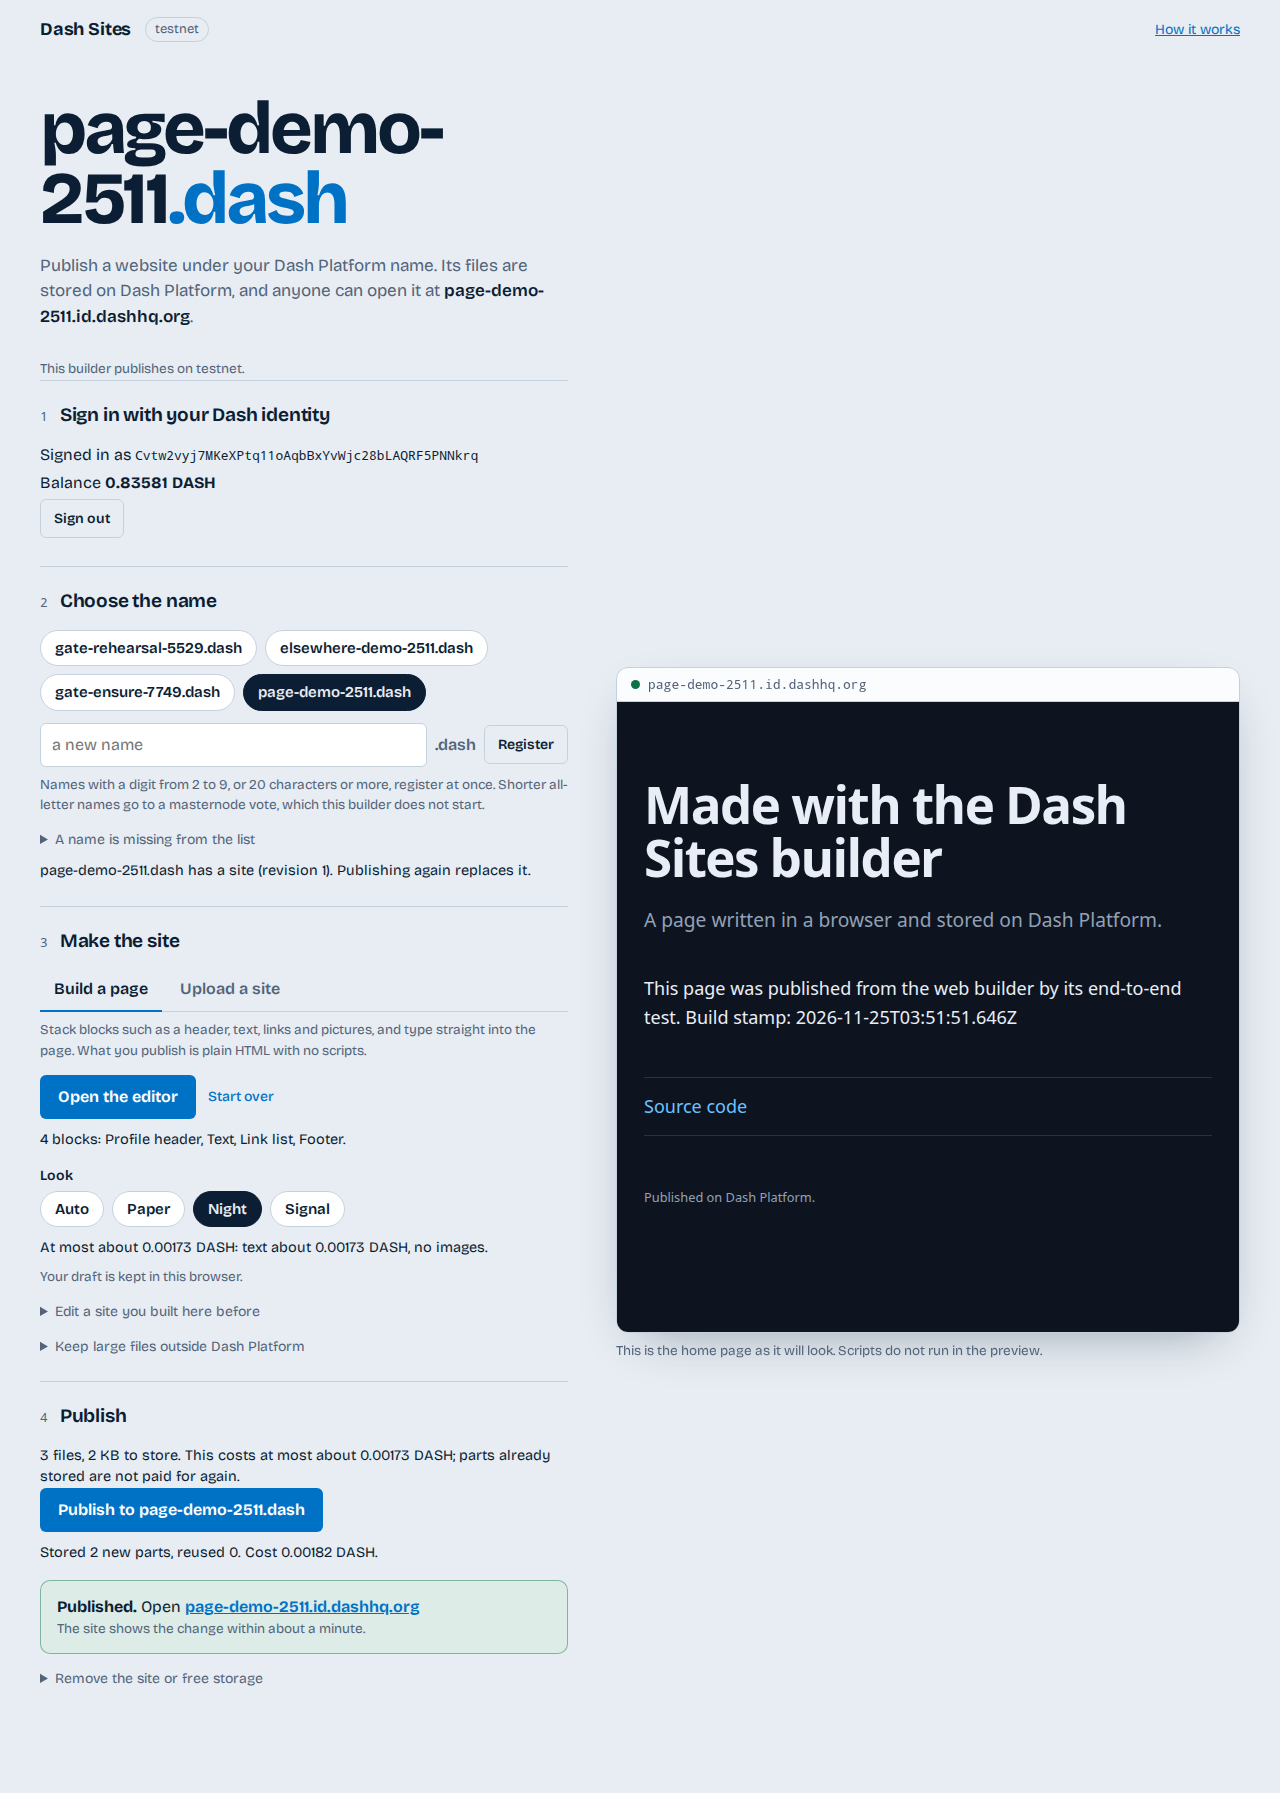 Dash Sites
testnet
How it works
page-demo-
2511.dash
Publish a website under your Dash Platform name. Its files are
stored on Dash Platform, and anyone can open it at page-demo-
2511.id.dashhq.org.
This builder publishes on testnet.
1 Sign in with your Dash identity
Signed in as Cvtw2vyj7MKeXPtq11oAqbBxYvWjc28bLAQRF5PNNkrq
Balance 0.83581 DASH
Sign out
2 Choose the name
gate-rehearsal-5529.dash
elsewhere-demo-2511.dash
gate-ensure-7749.dash
page-demo-2511.dash
a new name
.dash
Register
Names with a digit from 2 to 9, or 20 characters or more, register at once. Shorter all-
letter names go to a masternode vote, which this builder does not start.
A name is missing from the list
page-demo-2511.dash has a site (revision 1). Publishing again replaces it.
3 Make the site
Build a page
Upload a site
Stack blocks such as a header, text, links and pictures, and type straight into the
page. What you publish is plain HTML with no scripts.
Open the editor
Start over
4 blocks: Profile header, Text, Link list, Footer.
Look
Auto
Paper
Night
Signal
At most about 0.00173 DASH: text about 0.00173 DASH, no images.
Your draft is kept in this browser.
Edit a site you built here before
Keep large files outside Dash Platform
4 Publish
3 files, 2 KB to store. This costs at most about 0.00173 DASH; parts already
stored are not paid for again.
Publish to page-demo-2511.dash
Stored 2 new parts, reused 0. Cost 0.00182 DASH.
Published. Open page-demo-2511.id.dashhq.org
The site shows the change within about a minute.
Remove the site or free storage
page-demo-2511.id.dashhq.org
Made with the Dash
Sites builder
A page written in a browser and stored on Dash Platform.
This page was published from the web builder by its end-to-end
test. Build stamp: 2026-11-25T03:51:51.646Z
Source code
Published on Dash Platform.
This is the home page as it will look. Scripts do not run in the preview.